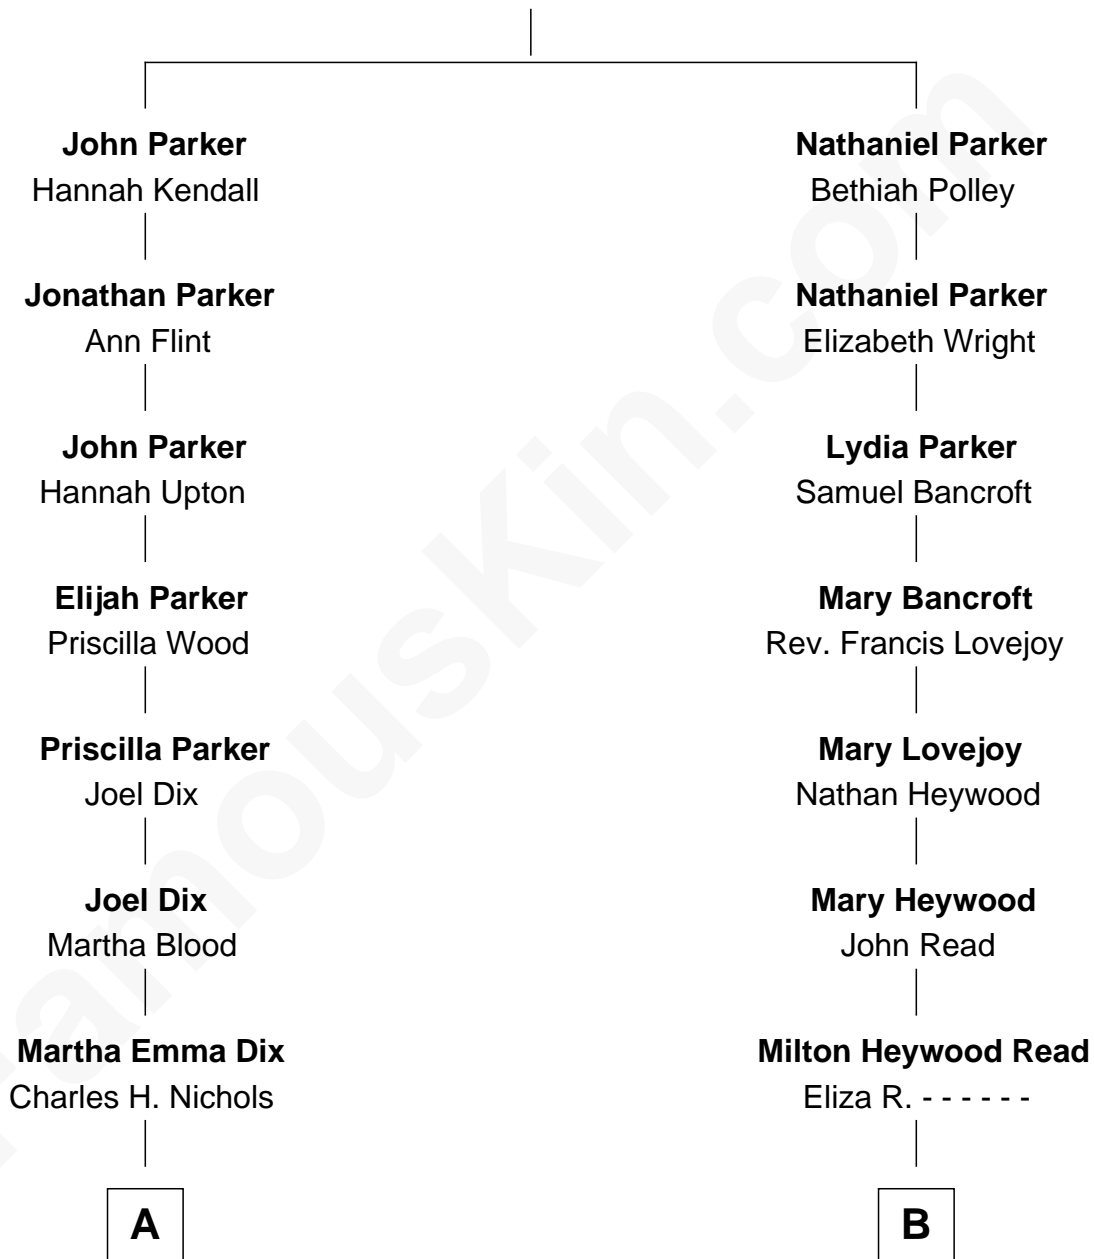 John Parker
Hannah Kendall
Jonathan Parker
Ann Flint
John Parker
Hannah Upton
Elijah Parker
Priscilla Wood
Priscilla Parker
Joel Dix
Joel Dix
Martha Blood
Martha Emma Dix
Charles H. Nichols
A
Nathaniel Parker
Bethiah Polley
Nathaniel Parker
Elizabeth Wright
Lydia Parker
Samuel Bancroft
Mary Bancroft
Rev. Francis Lovejoy
Mary Lovejoy
Nathan Heywood
Mary Heywood
John Read
Milton Heywood Read
Eliza R. - - - - - -
B
FamousKin.com